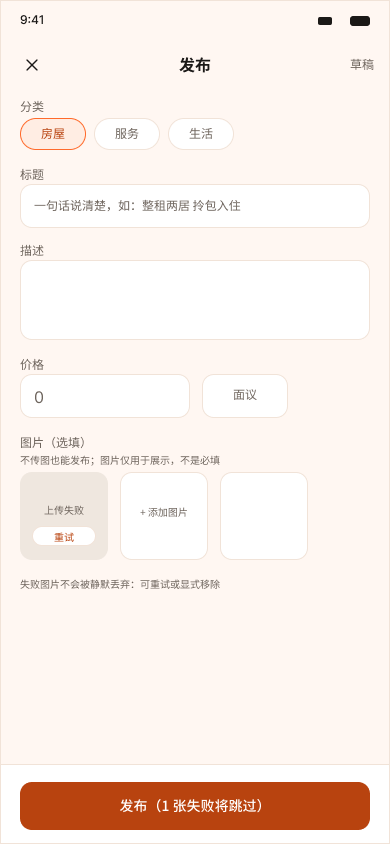 9:41
发布
草稿
分类
房屋
服务
生活
标题
一句话说清楚，如：整租两居 拎包入住
描述
价格
0
面议
图片（选填）
不传图也能发布；图片仅用于展示，不是必填
上传失败
重试
+ 添加图片
失败图片不会被静默丢弃：可重试或显式移除
发布（1 张失败将跳过）